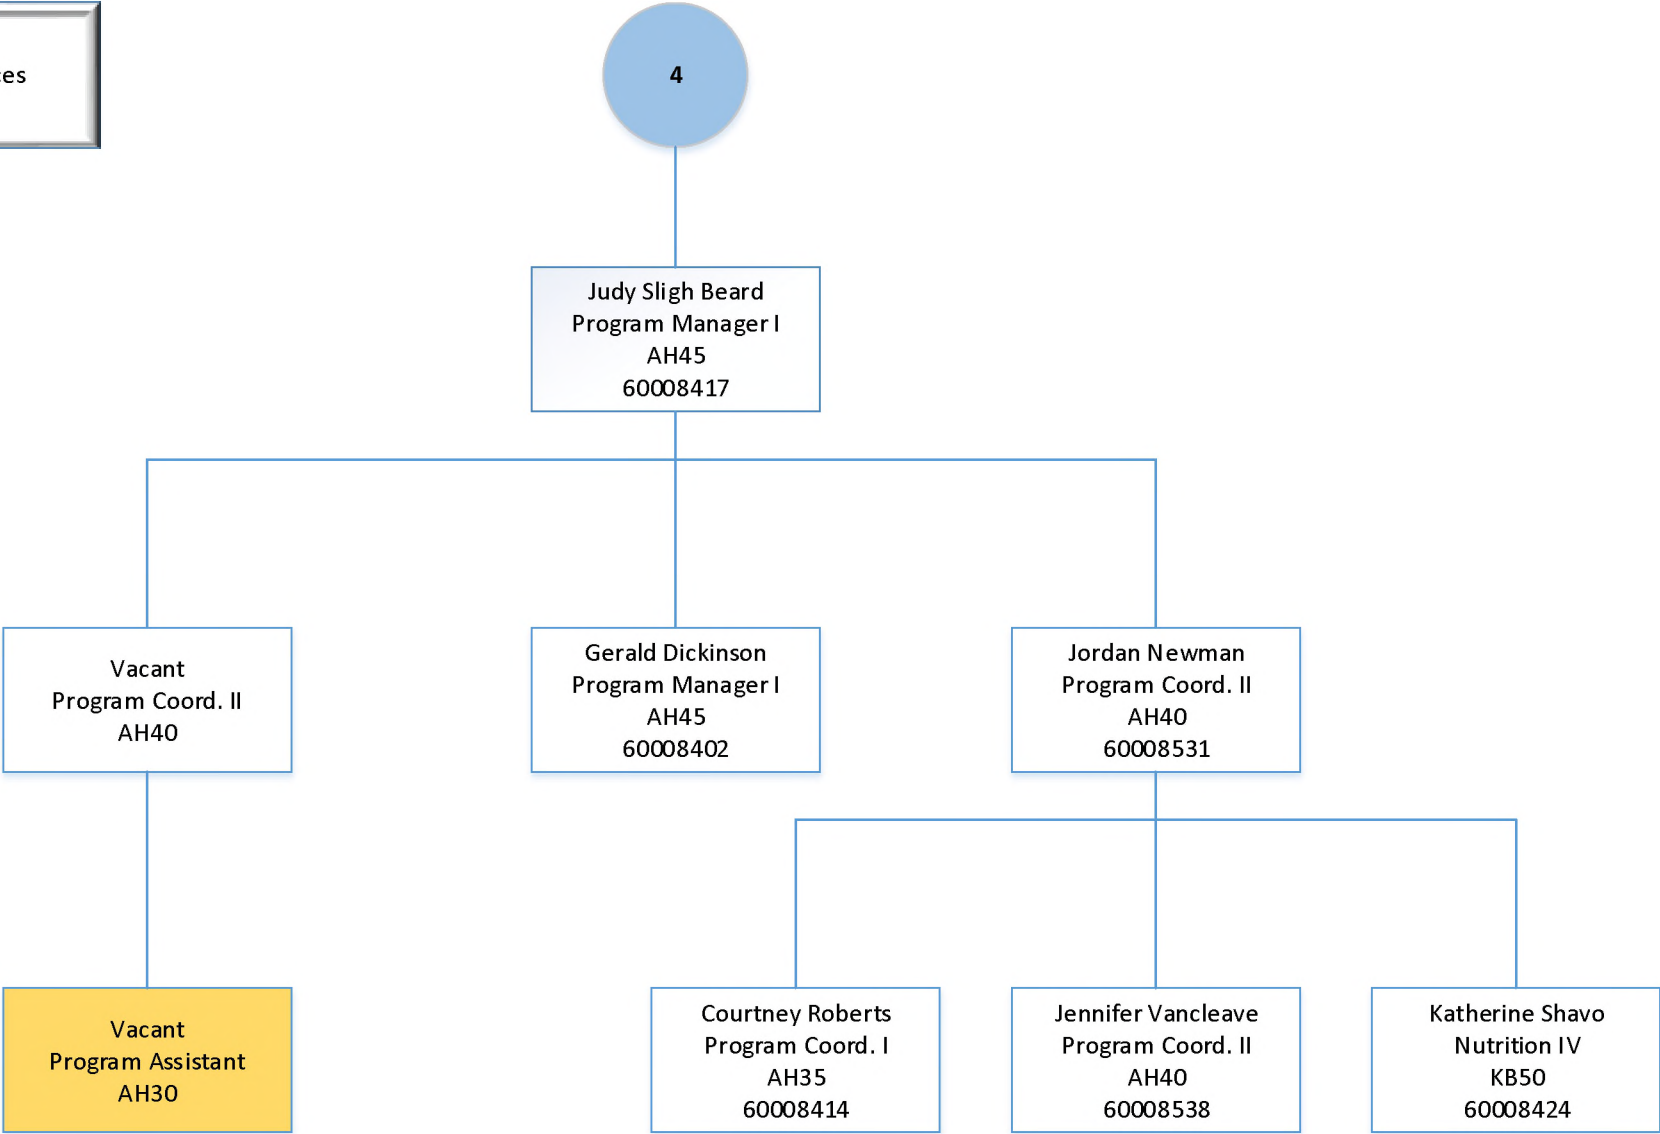 4
Judy Sligh Beard
Program Manager I
AH45
60008417
Vacant
Program Coord. II
AH40
Gerald Dickinson
Program Manager I
AH45
60008402
Jordan Newman
Program Coord. II
AH40
60008531
Vacant
Program Assistant
AH30
Courtney Roberts
Program Coord. I
AH35
60008414
Jennifer Vancleave
Program Coord. II
AH40
60008538
Katherine Shavo
Nutrition IV
KB50
60008424